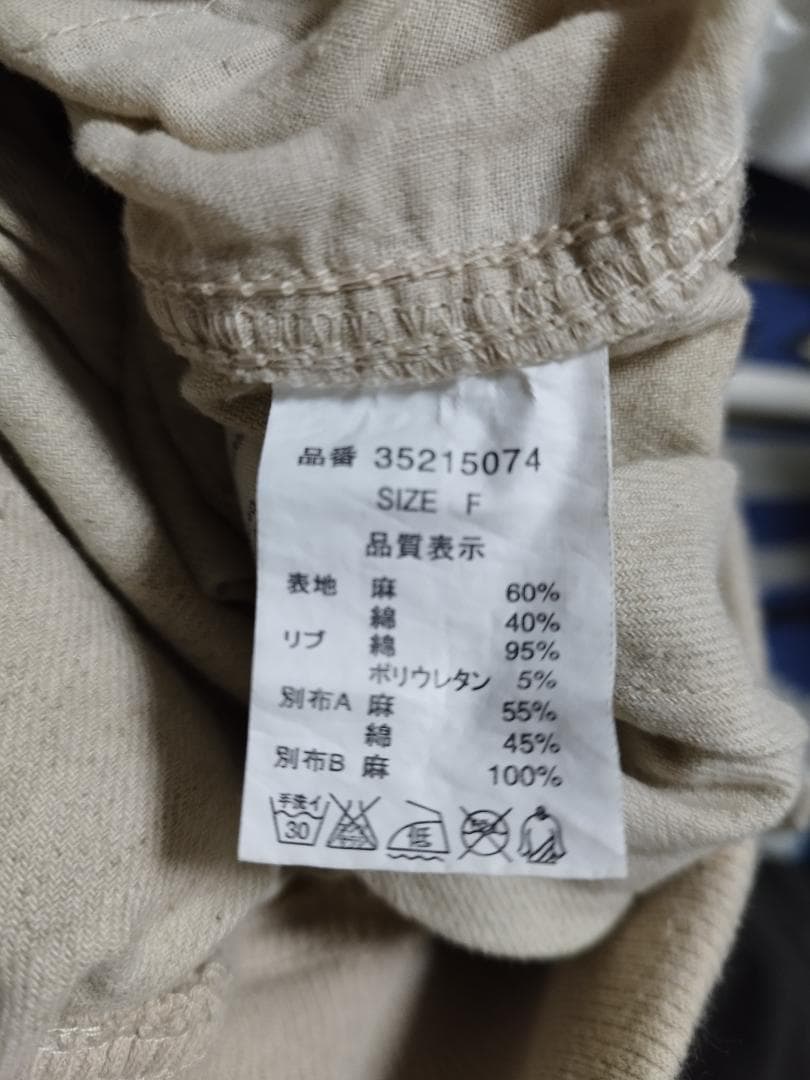 品番 35215074
SIZE F
品質表示
表地 麻 60%
綿 40%
リブ 綿 95%
ポリウレタン 5%
別布A 麻 55%
綿 45%
別布B 麻 100%
手洗イ 30 低